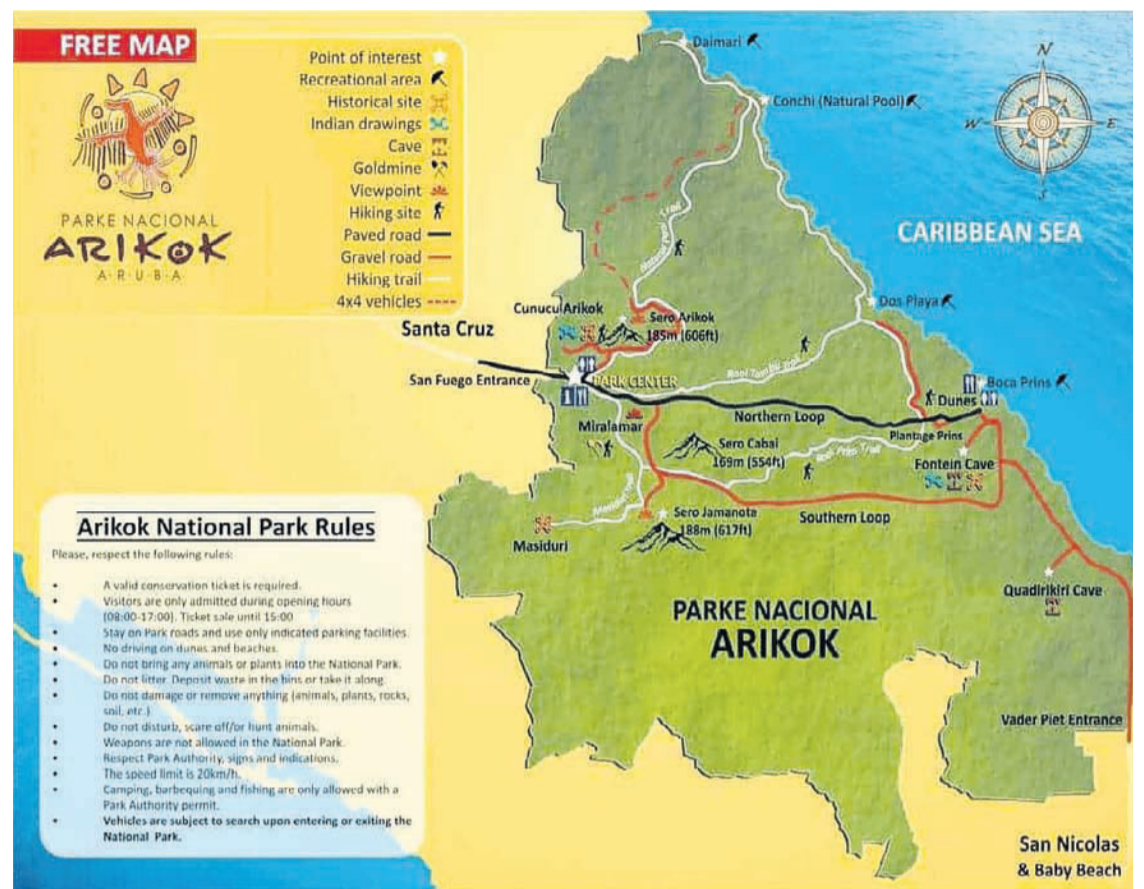 FREE MAP
PARKE NACIONAL
ARIKOK
A·R·U·B·A
Point of interest
Recreational area
Historical site
Indian drawings
Cave
Goldmine
Viewpoint
Hiking site
Paved road
Gravel road
Hiking trail
4x4 vehicles
Daimari
Conchi (Natural Pool)
N
W
E
S
CARIBBEAN SEA
Natural Pool Trail
Dos Playa
Cunucu Arikok
Sero Arikok
185m (606ft)
Santa Cruz
San Fuego Entrance
PARK CENTER
Rooi Tambu Trail
Boca Prins
Dunes
Northern Loop
Miralamar
Plantage Prins
Sero Cabai
169m (554ft)
Rooi Prins Trail
Fontein Cave
Masiduri Trail
Sero Jamanota
188m (617ft)
Southern Loop
Masiduri
Quadirikiri Cave
PARKE NACIONAL
ARIKOK
Vader Piet Entrance
San Nicolas
& Baby Beach
Arikok National Park Rules
Please, respect the following rules:
• A valid conservation ticket is required.
• Visitors are only admitted during opening hours
(08:00-17:00). Ticket sale until 15:00
• Stay on Park roads and use only indicated parking facilities.
• No driving on dunes and beaches.
• Do not bring any animals or plants into the National Park.
• Do not litter. Deposit waste in the bins or take it along.
• Do not damage or remove anything (animals, plants, rocks,
soil, etc.)
• Do not disturb, scare off/or hunt animals.
• Weapons are not allowed in the National Park.
• Respect Park Authority, signs and indications.
• The speed limit is 20km/h.
• Camping, barbequing and fishing are only allowed with a
Park Authority permit.
• Vehicles are subject to search upon entering or exiting the
National Park.